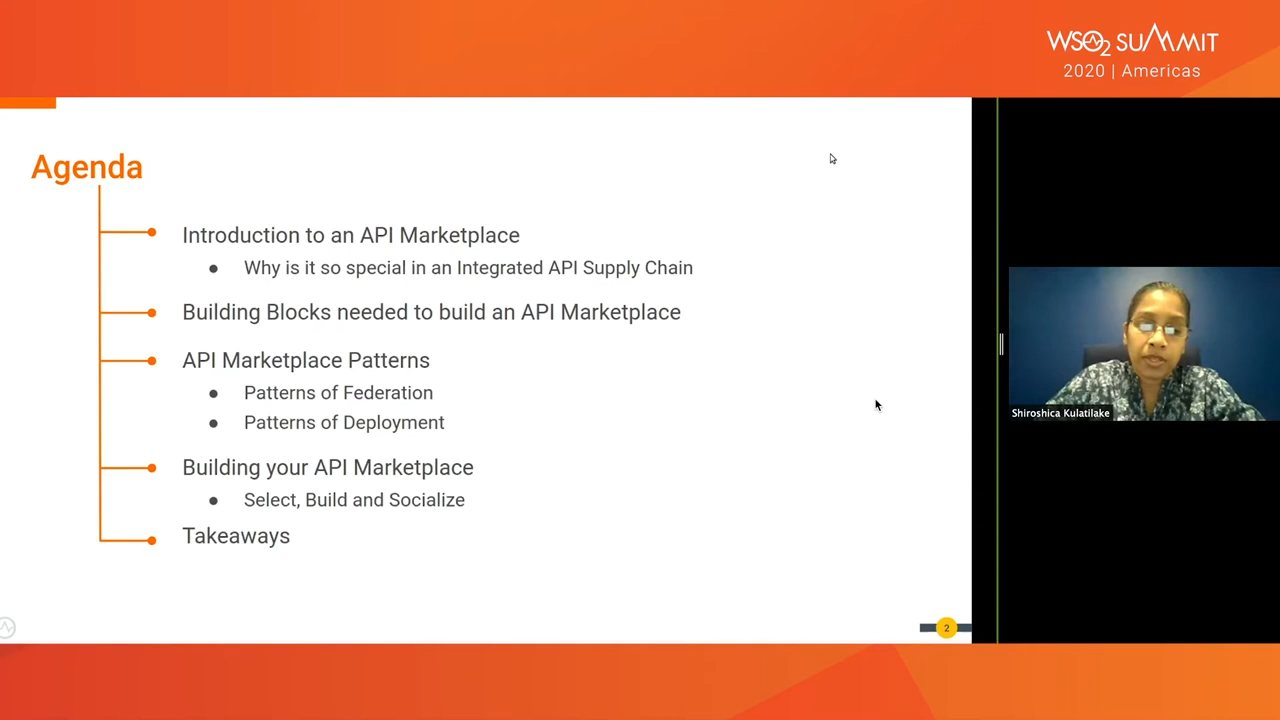 WSO2 SUMMIT
2020 | Americas
Agenda
Introduction to an API Marketplace
● Why is it so special in an Integrated API Supply Chain
Building Blocks needed to build an API Marketplace
API Marketplace Patterns
● Patterns of Federation
● Patterns of Deployment
Building your API Marketplace
● Select, Build and Socialize
Takeaways
2
Shiroshica Kulatilake